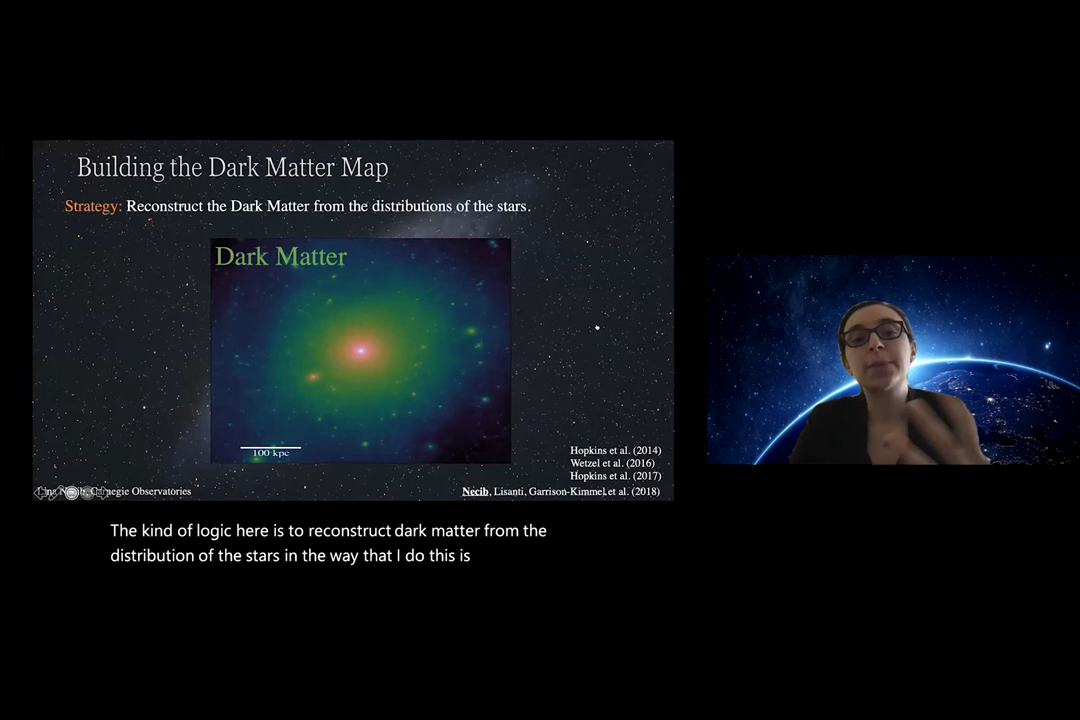 Building the Dark Matter Map
Strategy: Reconstruct the Dark Matter from the distributions of the stars.
Dark Matter
100 kpc
Hopkins et al. (2014)
Wetzel et al. (2016)
Hopkins et al. (2017)
Lina Necib, Carnegie Observatories
Necib, Lisanti, Garrison-Kimmel et al. (2018)
The kind of logic here is to reconstruct dark matter from the
distribution of the stars in the way that I do this is